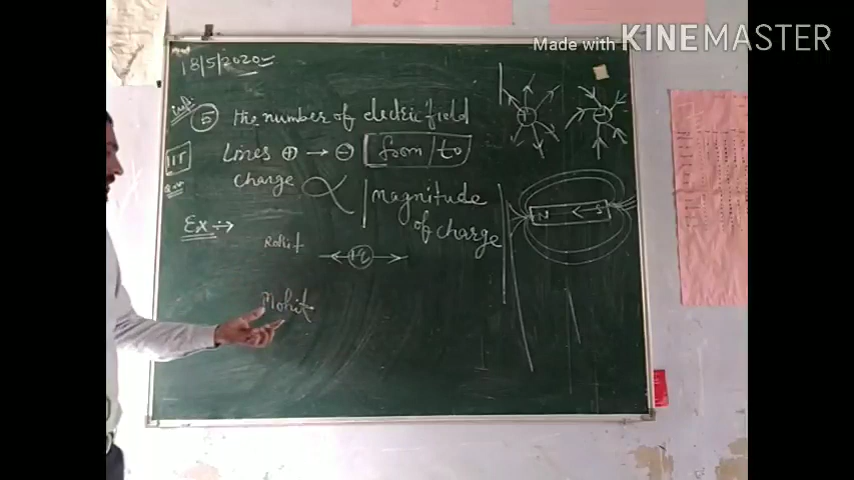 Made with KINEMASTER
18/5/2020
5 the number of electric field
IIT
Lines + → - from/to
charge ∝ | magnitude
of charge
Ex →
Rohit
+q
Mohit
+
-
N S